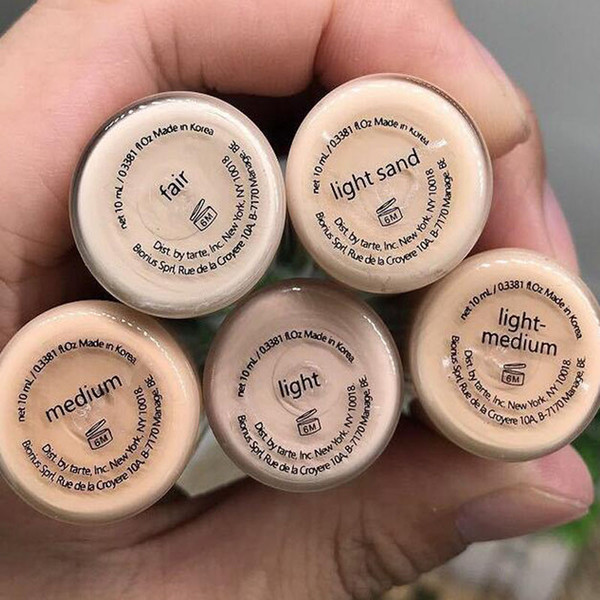 net 10 mL / 0.3381 fl.Oz Made in Korea
fair
6M
Dist. by tarte, Inc. New York, NY 10018
Biorius Sprl, Rue de la Croyere 10A, B-7170 Manage, BE
net 10 mL / 0.3381 fl.Oz Made in Korea
light sand
6M
Dist. by tarte, Inc. New York, NY 10018.
Biorius Sprl, Rue de la Croyere 10A, B-7170 Manage, BE
net 10 mL / 0.3381 fl.Oz Made in Korea
medium
6M
Dist. by tarte, Inc. New York, NY 10018.
Biorius Sprl, Rue de la Croyere 10A, B-7170 Manage, BE
net 10 mL / 0.3381 fl.Oz Made in Korea
light
6M
Dist. by tarte, Inc. New York, NY 10018.
Biorius Sprl, Rue de la Croyere 10A, B-7170 Manage, BE
net 10 mL / 0.3381 fl.Oz Made in Korea
light-
medium
6M
Dist. by tarte, Inc. New York, NY 10018.
Biorius Sprl, Rue de la Croyere 10A, B-7170 Manage, BE